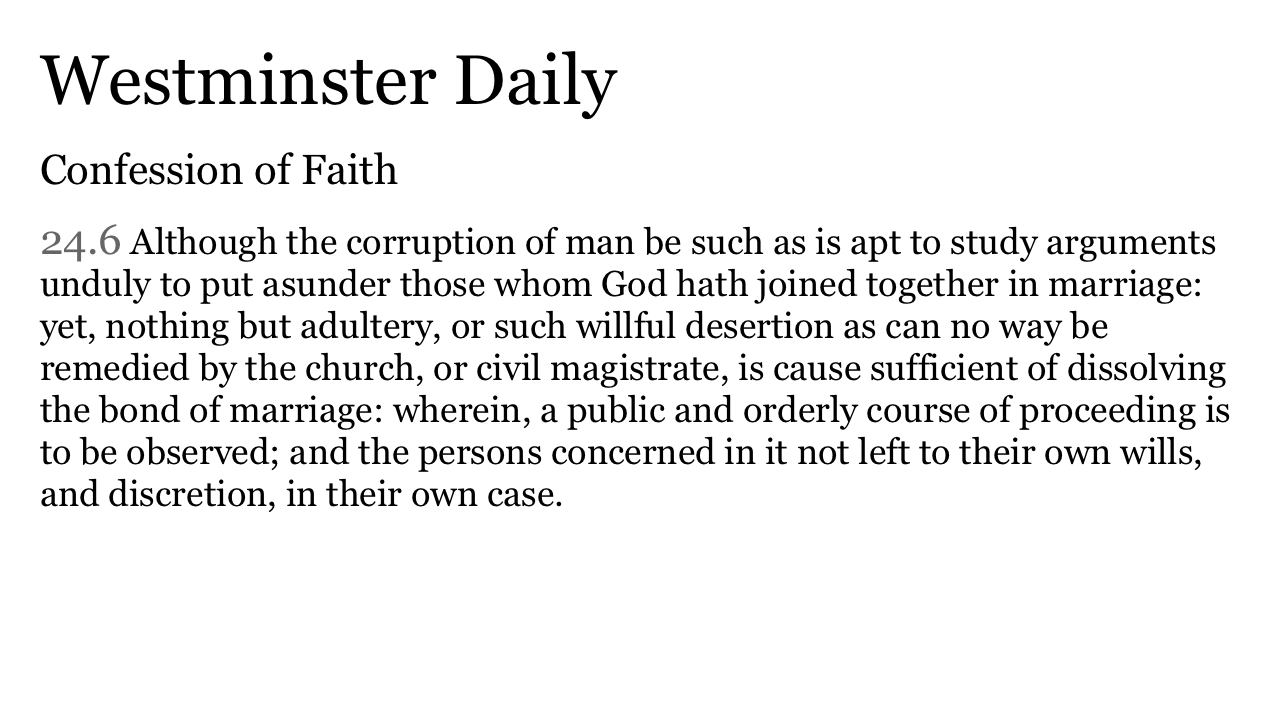 Westminster Daily
Confession of Faith
24.6 Although the corruption of man be such as is apt to study arguments
unduly to put asunder those whom God hath joined together in marriage:
yet, nothing but adultery, or such willful desertion as can no way be
remedied by the church, or civil magistrate, is cause sufficient of dissolving
the bond of marriage: wherein, a public and orderly course of proceeding is
to be observed; and the persons concerned in it not left to their own wills,
and discretion, in their own case.